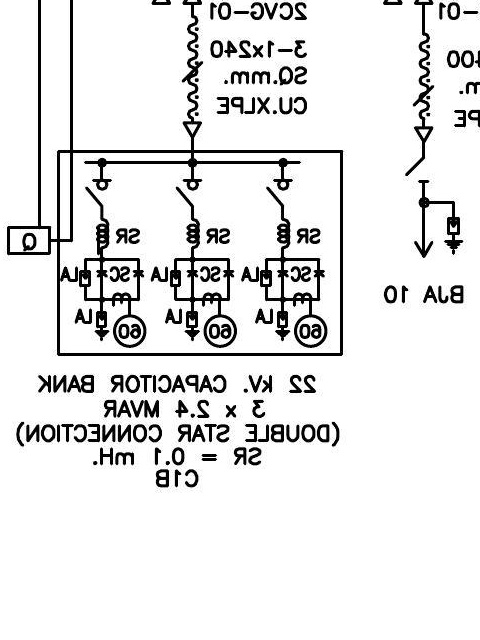 2CVG-01
3-1x240
SQ.mm.
CU.XLPE
-01
00
m.
PE
Q
SR SR SR
LA SC LA SC LA SC
LA 60 LA 60 LA 60
BJA 10
22 kV. CAPACITOR BANK
3 x 2.4 MVAR
(DOUBLE STAR CONNECTION)
SR = 0.1 mH.
C1B